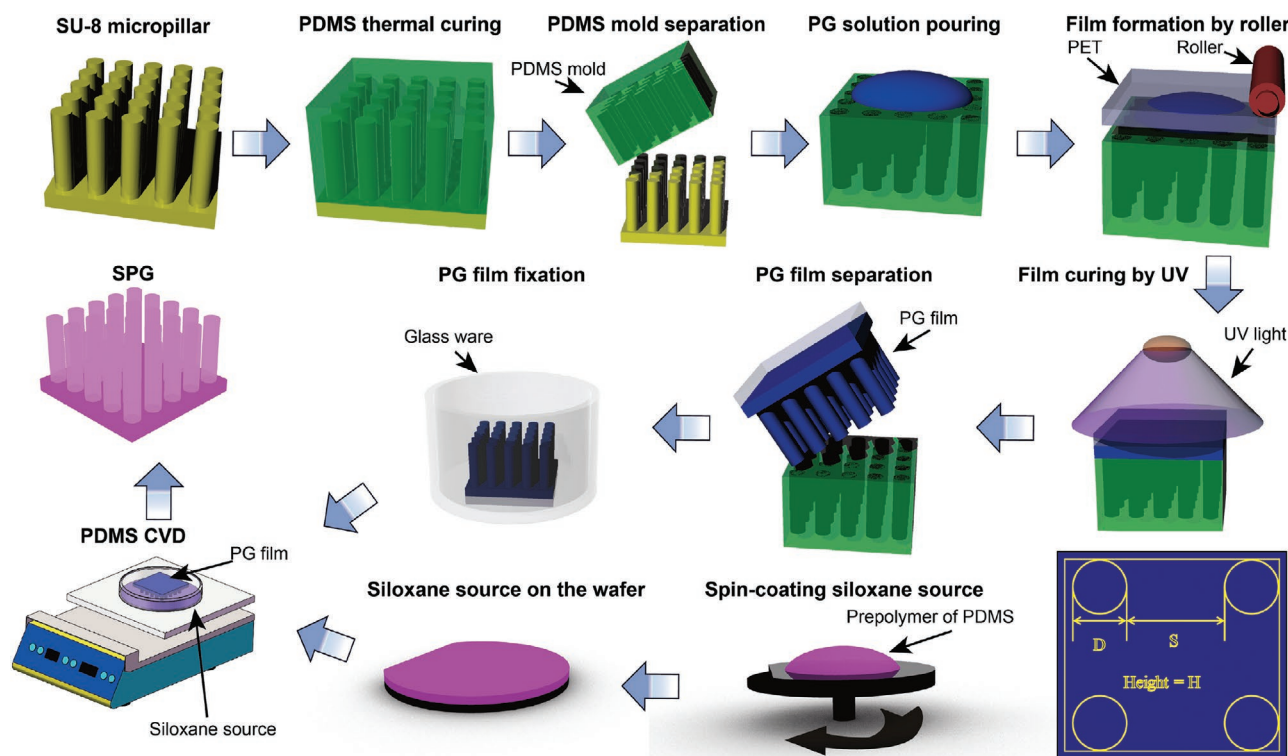 SU-8 micropillar
PDMS thermal curing
PDMS mold separation
PG solution pouring
Film formation by roller
PDMS mold
PET
Roller
SPG
PG film fixation
PG film separation
Film curing by UV
Glass ware
PG film
UV light
PDMS CVD
PG film
Siloxane source
Siloxane source on the wafer
Spin-coating siloxane source
Prepolymer of PDMS
D
S
Height = H